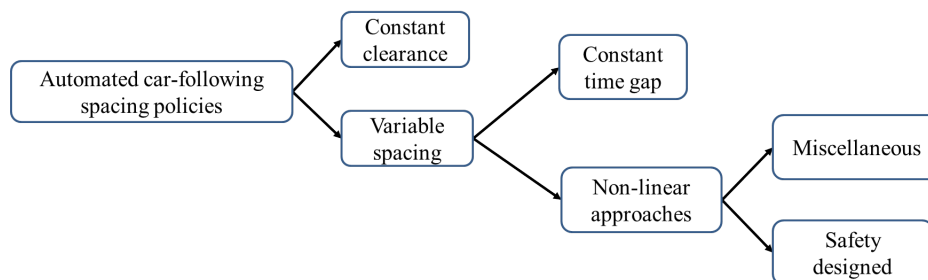 Automated car-following
spacing policies
Constant
clearance
Variable
spacing
Constant
time gap
Non-linear
approaches
Miscellaneous
Safety
designed